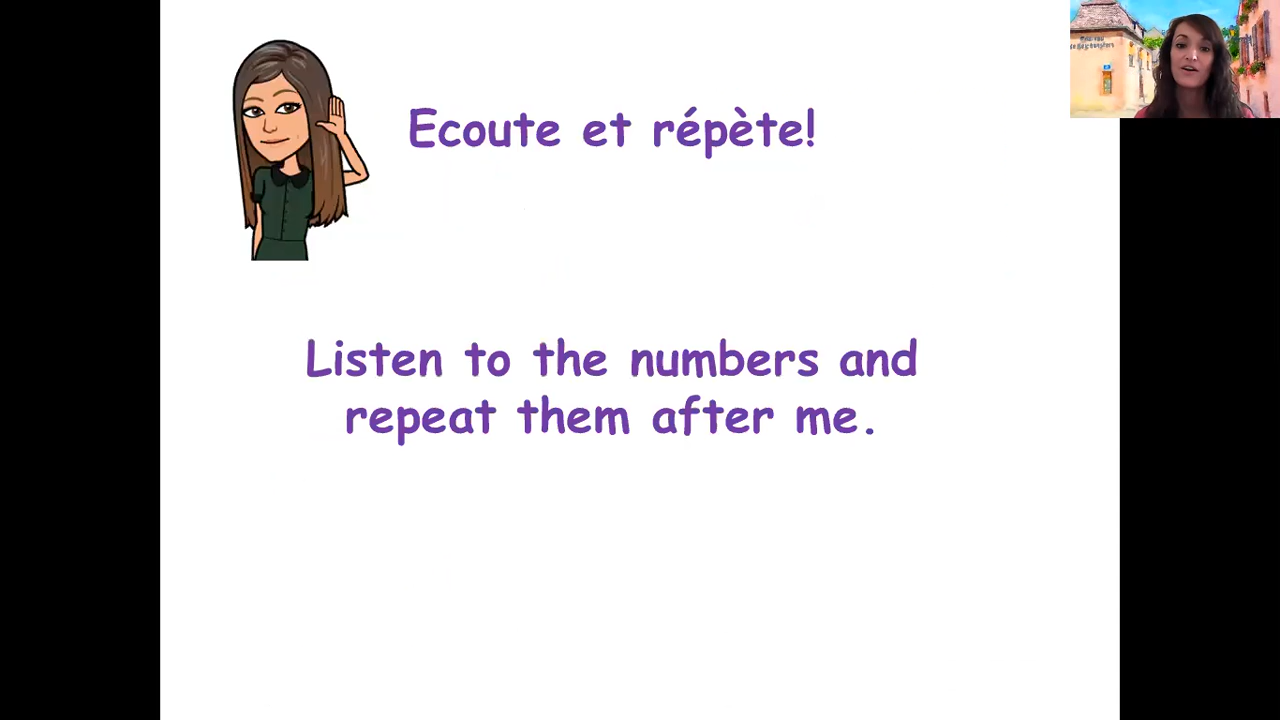 Ecoute et répète!
Listen to the numbers and
repeat them after me.